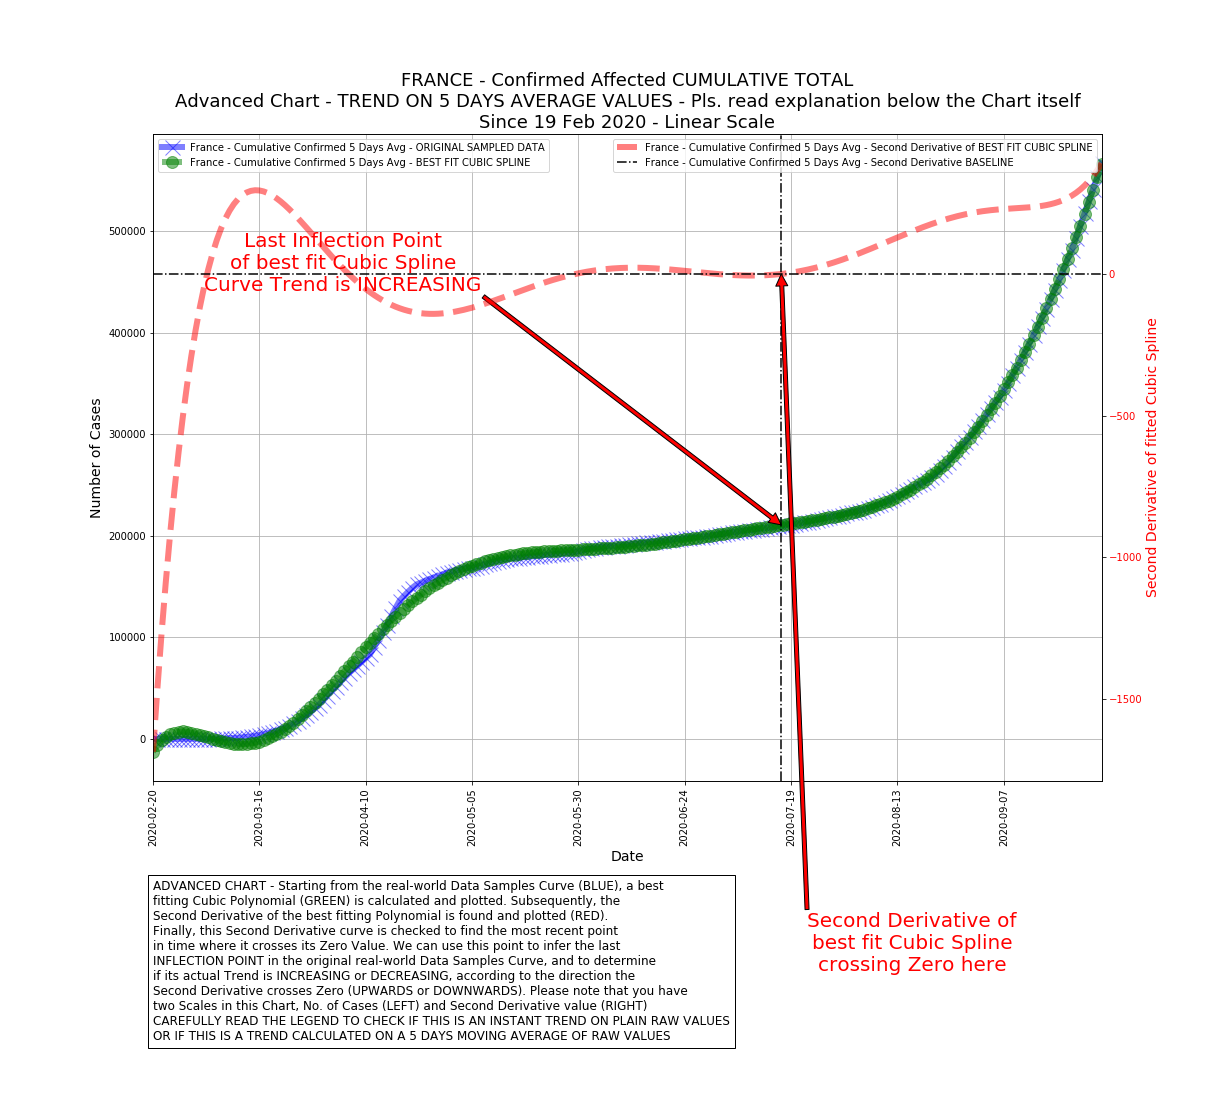 FRANCE - Confirmed Affected CUMULATIVE TOTAL
Advanced Chart - TREND ON 5 DAYS AVERAGE VALUES - Pls. read explanation below the Chart itself
Since 19 Feb 2020 - Linear Scale
France - Cumulative Confirmed 5 Days Avg - ORIGINAL SAMPLED DATA
France - Cumulative Confirmed 5 Days Avg - BEST FIT CUBIC SPLINE
France - Cumulative Confirmed 5 Days Avg - Second Derivative of BEST FIT CUBIC SPLINE
France - Cumulative Confirmed 5 Days Avg - Second Derivative BASELINE
Last Inflection Point
of best fit Cubic Spline
Curve Trend is INCREASING
Number of Cases
500000
400000
300000
200000
100000
0
0
−500
−1000
−1500
Second Derivative of fitted Cubic Spline
2020-02-20
2020-03-16
2020-04-10
2020-05-05
2020-05-30
2020-06-24
2020-07-19
2020-08-13
2020-09-07
Date
Second Derivative of
best fit Cubic Spline
crossing Zero here
ADVANCED CHART - Starting from the real-world Data Samples Curve (BLUE), a best
fitting Cubic Polynomial (GREEN) is calculated and plotted. Subsequently, the
Second Derivative of the best fitting Polynomial is found and plotted (RED).
Finally, this Second Derivative curve is checked to find the most recent point
in time where it crosses its Zero Value. We can use this point to infer the last
INFLECTION POINT in the original real-world Data Samples Curve, and to determine
if its actual Trend is INCREASING or DECREASING, according to the direction the
Second Derivative crosses Zero (UPWARDS or DOWNWARDS). Please note that you have
two Scales in this Chart, No. of Cases (LEFT) and Second Derivative value (RIGHT)
CAREFULLY READ THE LEGEND TO CHECK IF THIS IS AN INSTANT TREND ON PLAIN RAW VALUES
OR IF THIS IS A TREND CALCULATED ON A 5 DAYS MOVING AVERAGE OF RAW VALUES